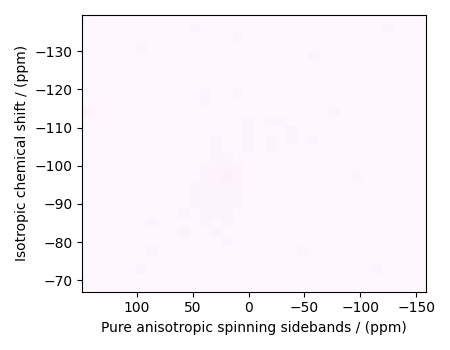 Isotropic chemical shift / (ppm)
−130
−120
−110
−100
−90
−80
−70
100 50 0 −50 −100 −150
Pure anisotropic spinning sidebands / (ppm)